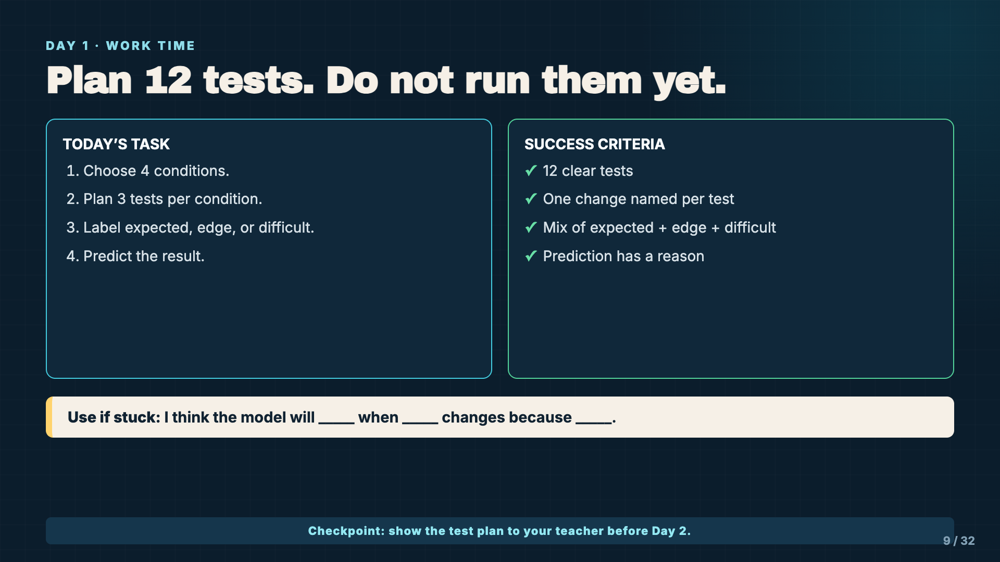 DAY 1 · WORK TIME
Plan 12 tests. Do not run them yet.
TODAY’S TASK
1. Choose 4 conditions.
2. Plan 3 tests per condition.
3. Label expected, edge, or difficult.
4. Predict the result.
SUCCESS CRITERIA
✓ 12 clear tests
✓ One change named per test
✓ Mix of expected + edge + difficult
✓ Prediction has a reason
Use if stuck: I think the model will _____ when _____ changes because _____.
Checkpoint: show the test plan to your teacher before Day 2.
9 / 32